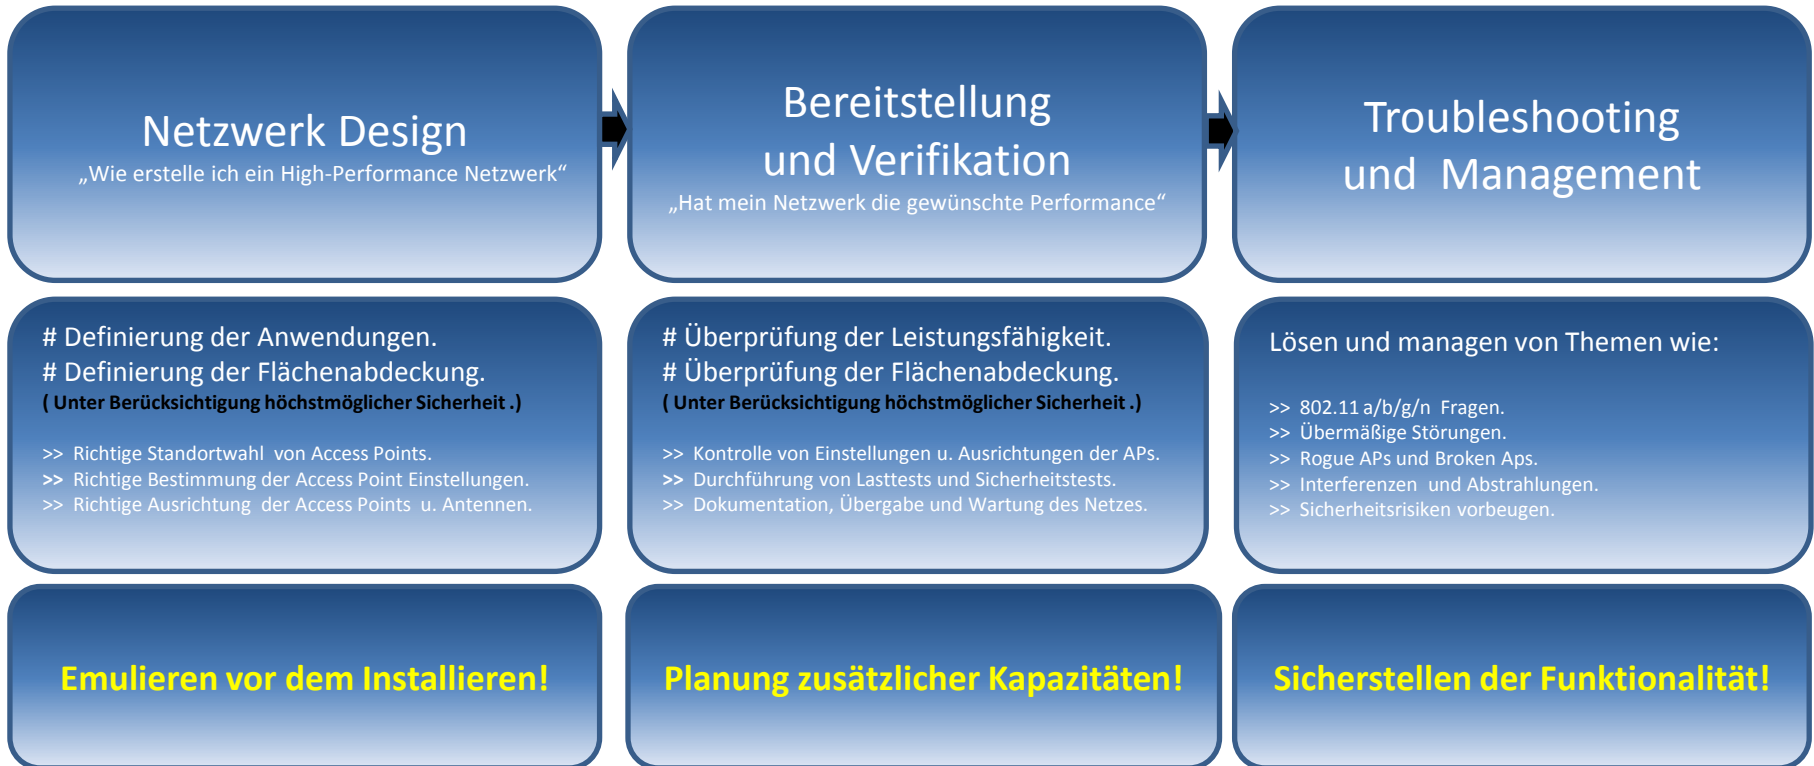 Netzwerk Design
„Wie erstelle ich ein High-Performance Netzwerk“
Bereitstellung
und Verifikation
„Hat mein Netzwerk die gewünschte Performance“
Troubleshooting
und Management
# Definierung der Anwendungen.
# Definierung der Flächenabdeckung.
( Unter Berücksichtigung höchstmöglicher Sicherheit .)
>> Richtige Standortwahl von Access Points.
>> Richtige Bestimmung der Access Point Einstellungen.
>> Richtige Ausrichtung der Access Points u. Antennen.
# Überprüfung der Leistungsfähigkeit.
# Überprüfung der Flächenabdeckung.
( Unter Berücksichtigung höchstmöglicher Sicherheit .)
>> Kontrolle von Einstellungen u. Ausrichtungen der APs.
>> Durchführung von Lasttests und Sicherheitstests.
>> Dokumentation, Übergabe und Wartung des Netzes.
Lösen und managen von Themen wie:
>> 802.11 a/b/g/n Fragen.
>> Übermäßige Störungen.
>> Rogue APs und Broken Aps.
>> Interferenzen und Abstrahlungen.
>> Sicherheitsrisiken vorbeugen.
Emulieren vor dem Installieren!
Planung zusätzlicher Kapazitäten!
Sicherstellen der Funktionalität!